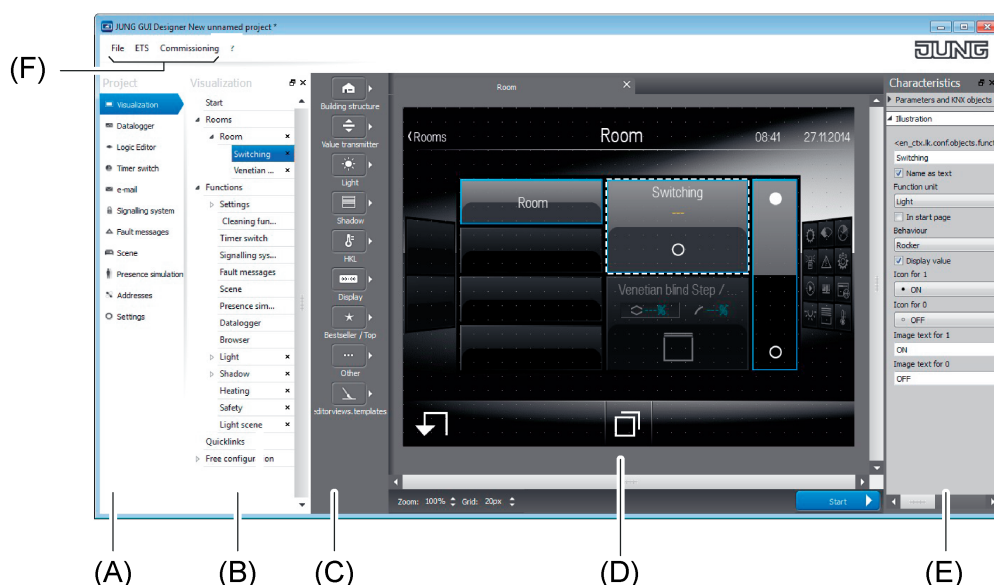 JUNG GUI Designer New unnamed project *
File ETS Commissioning ?
JUNG
(F)
Project
Visualization
Datalogger
Logic Editor
Timer switch
e-mail
Signalling system
Fault messages
Scene
Presence simulation
Addresses
Settings
Visualization
Start
Rooms
Room
Switching
Venetian ...
Functions
Settings
Cleaning fun...
Timer switch
Signalling sys...
Fault messages
Scene
Presence sim...
Datalogger
Browser
Light
Shadow
Heating
Safety
Light scene
Quicklinks
Free configur on
Building structure
Value transmitter
Light
Shadow
HKL
Display
Bestseller / Top
Other
editorviews.templates
Room
Rooms
Room
08:41 27.11.2014
Room
Switching
---
Venetian blind Step / ...
---% ---%
Zoom: 100% Grid: 20px
Start
Characteristics
Parameters and KNX objects
Illustration
<en_ctx.lk.conf.objects.funct
Switching
Name as text
Function unit
Light
In start page
Behaviour
Rocker
Display value
Icon for 1
ON
Icon for 0
OFF
Image text for 1
ON
Image text for 0
OFF
(A) (B) (C) (D) (E)